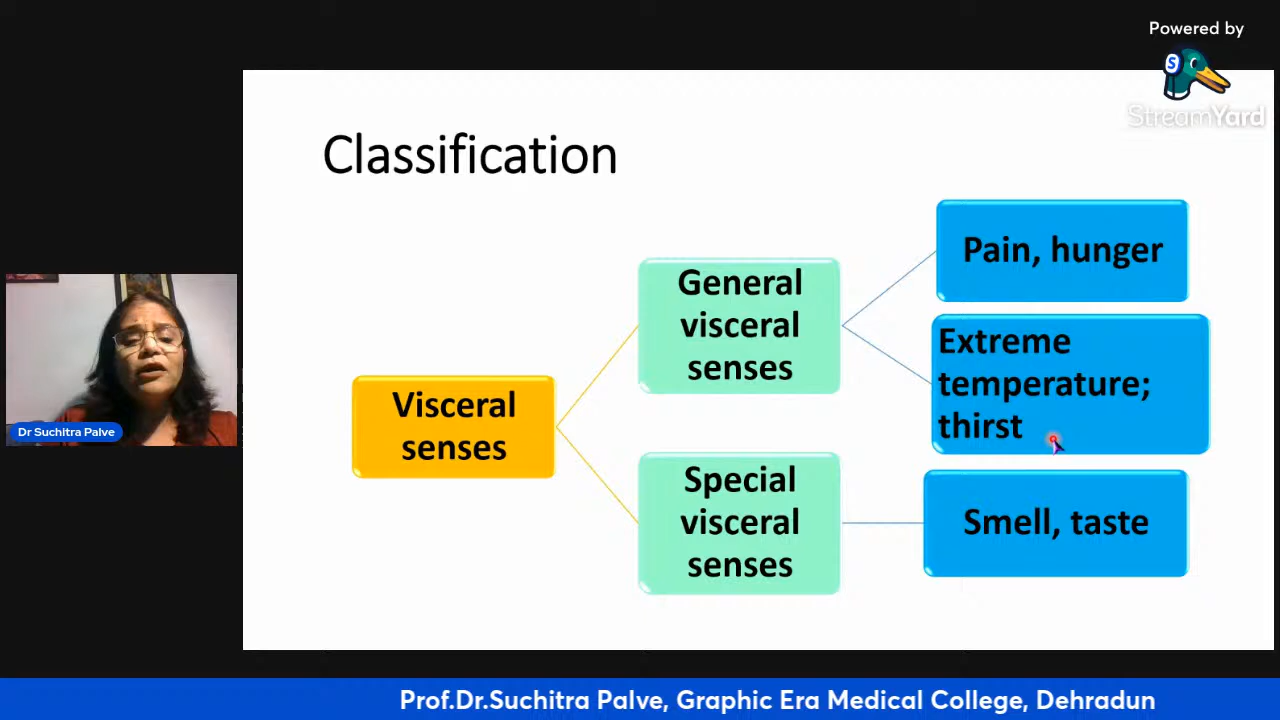 Powered by
S
StreamYard
Classification
Pain, hunger
General
visceral
senses
Extreme
temperature;
thirst
Visceral
senses
Special
visceral
senses
Smell, taste
Dr Suchitra Palve
Prof.Dr.Suchitra Palve, Graphic Era Medical College, Dehradun